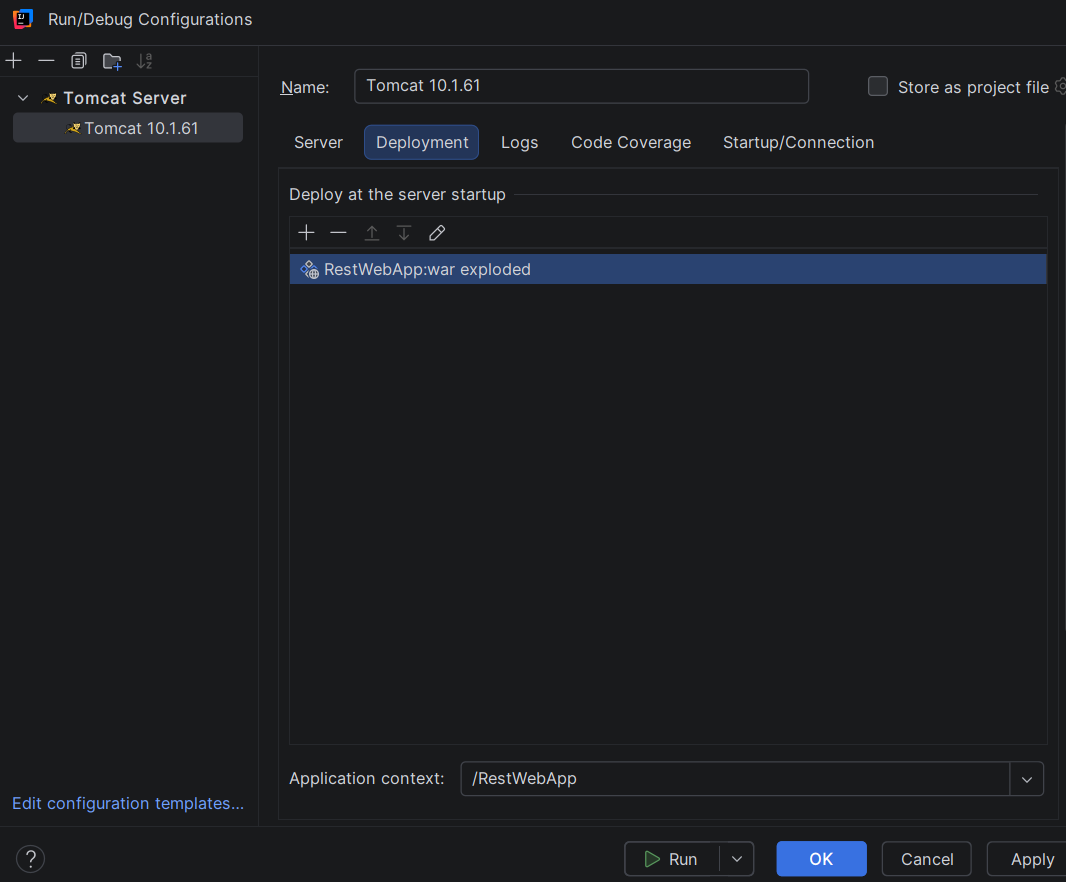 Run/Debug Configurations
Tomcat Server
Tomcat 10.1.61
Edit configuration templates...
Name: Tomcat 10.1.61
Store as project file
Server Deployment Logs Code Coverage Startup/Connection
Deploy at the server startup
RestWebApp:war exploded
Application context: /RestWebApp
? Run OK Cancel Apply